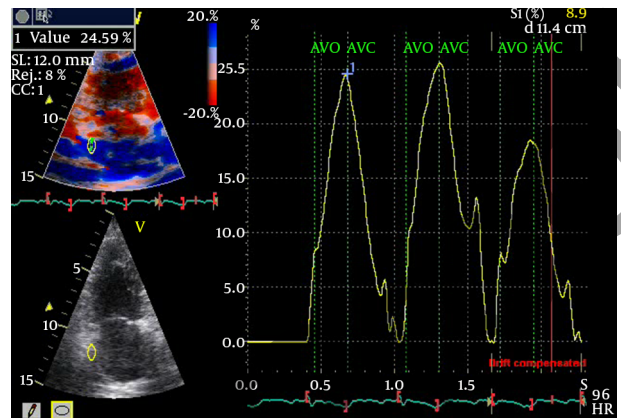 V
1 Value 24.59 %
SL: 12.0 mm
Rej.: 8 %
CC: 1
20.%
-20.%
10
15
V
5
10
15
%
Si (%) 8.9
d 11.4 cm
AVO AVC AVO AVC AVO AVC
25.5
20.0
15.0
10.0
5.0
0.0
1
Drift compensated
0.0 0.5 1.0 1.5 S
96
HR